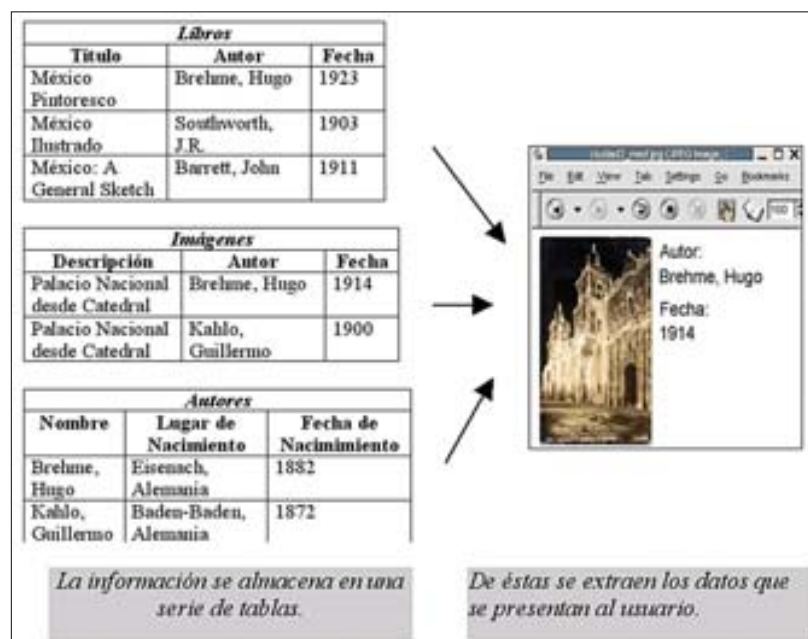 Libros
Título Autor Fecha
México Brehme, Hugo 1923
Pintoresco
México Southworth, 1903
Ilustrado J.R.
México: A Barrett, John 1911
General Sketch
Imágenes
Descripción Autor Fecha
Palacio Nacional Brehme, Hugo 1914
desde Catedral
Palacio Nacional Kahlo, 1900
desde Catedral Guillermo
Autores
Nombre Lugar de Fecha de
Nacimiento Nacimimiento
Brehme, Eisenach, 1882
Hugo Alemania
Kahlo, Baden-Baden, 1872
Guillermo Alemania
File Edit View Tab Settings Go Bookmarks
100
Autor:
Brehme, Hugo
Fecha:
1914
La información se almacena en una
serie de tablas.
De éstas se extraen los datos que
se presentan al usuario.